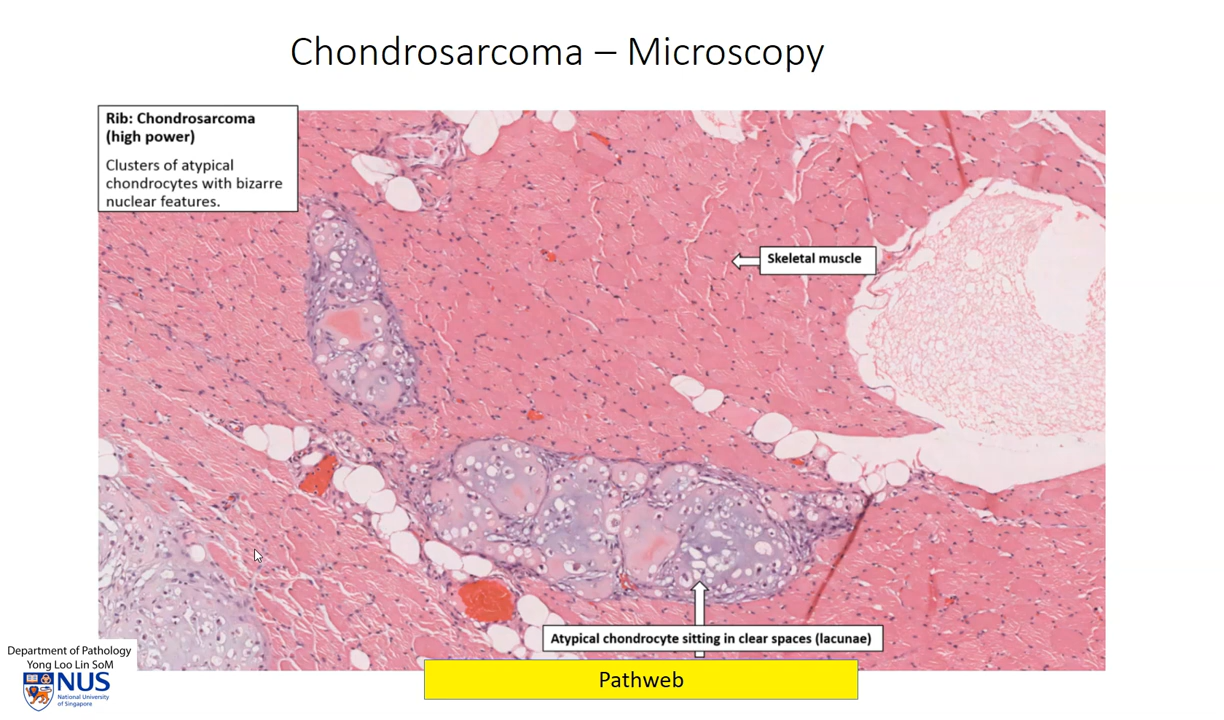 Chondrosarcoma – Microscopy
Rib: Chondrosarcoma
(high power)
Clusters of atypical
chondrocytes with bizarre
nuclear features.
Skeletal muscle
Atypical chondrocyte sitting in clear spaces (lacunae)
Department of Pathology
Yong Loo Lin SoM
NUS
National University
of Singapore
Pathweb